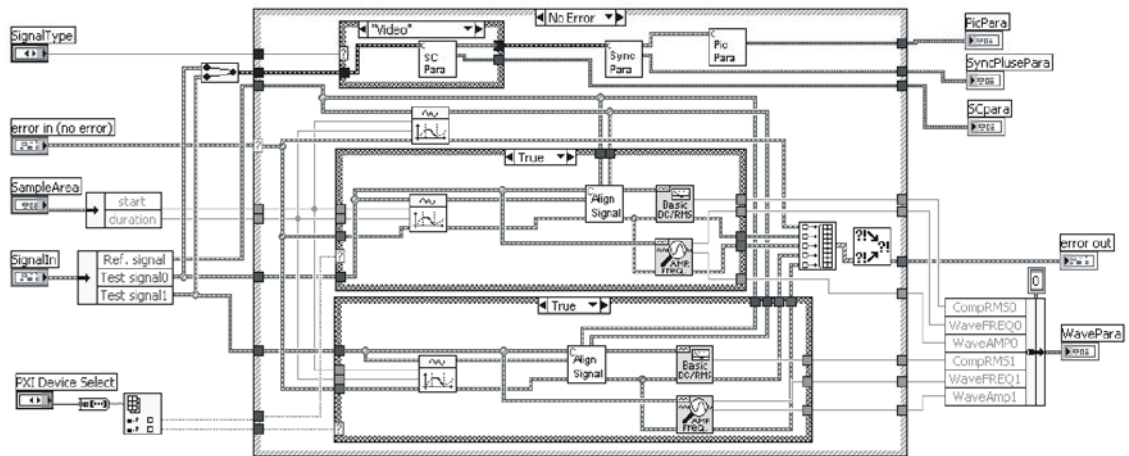 No Error
PicPara
SignalType
"Video"
SC
Para
Sync
Para
Pic
Para
SyncPlusePara
SCpara
error in (no error)
True
SampleArea
start
duration
Align
Signal
Basic
DC/RMS
SignalIn
Ref. signal
Test signal0
Test signal1
AMP
Freq.
?!
?!
?!
error out
0
True
CompRMS0
WaveFREQ0
WaveAMP0
CompRMS1
WaveFREQ1
WaveAmp1
WavePara
Align
Signal
Basic
DC/RMS
PXI Device Select
AMP
Freq.